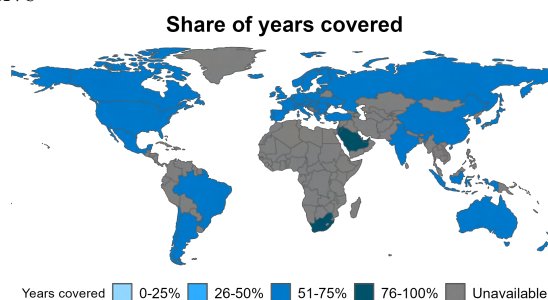 Share of years covered
Years covered 0-25% 26-50% 51-75% 76-100% Unavailable